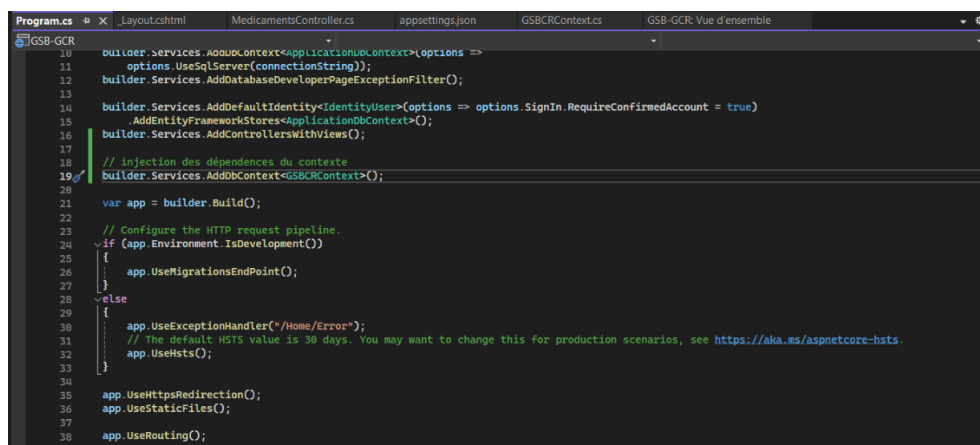 Program.cs _Layout.cshtml MedicamentsController.cs appsettings.json GSBCRContext.cs GSB-GCR: Vue d'ensemble
GSB-GCR
10 builder.Services.AddDbContext<ApplicationDbContext>(options =>
11 options.UseSqlServer(connectionString));
12 builder.Services.AddDatabaseDeveloperPageExceptionFilter();
13
14 builder.Services.AddDefaultIdentity<IdentityUser>(options => options.SignIn.RequireConfirmedAccount = true)
15 .AddEntityFrameworkStores<ApplicationDbContext>();
16 builder.Services.AddControllersWithViews();
17
18 // injection des dépendences du contexte
19 builder.Services.AddDbContext<GSBCRContext>();
20
21 var app = builder.Build();
22
23 // Configure the HTTP request pipeline.
24 if (app.Environment.IsDevelopment())
25 {
26 app.UseMigrationsEndPoint();
27 }
28 else
29 {
30 app.UseExceptionHandler("/Home/Error");
31 // The default HSTS value is 30 days. You may want to change this for production scenarios, see https://aka.ms/aspnetcore-hsts.
32 app.UseHsts();
33 }
34
35 app.UseHttpsRedirection();
36 app.UseStaticFiles();
37
38 app.UseRouting();